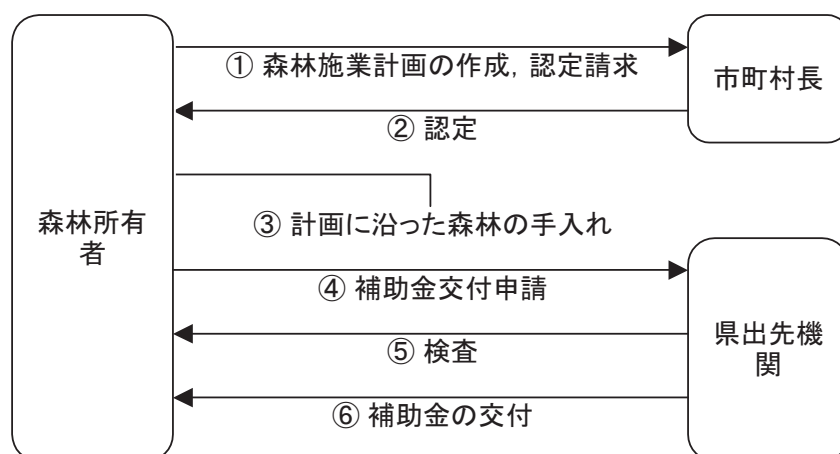 ① 森林施業計画の作成, 認定請求
市町村長
② 認定
森林所有
者
③ 計画に沿った森林の手入れ
④ 補助金交付申請
県出先機
関
⑤ 検査
⑥ 補助金の交付